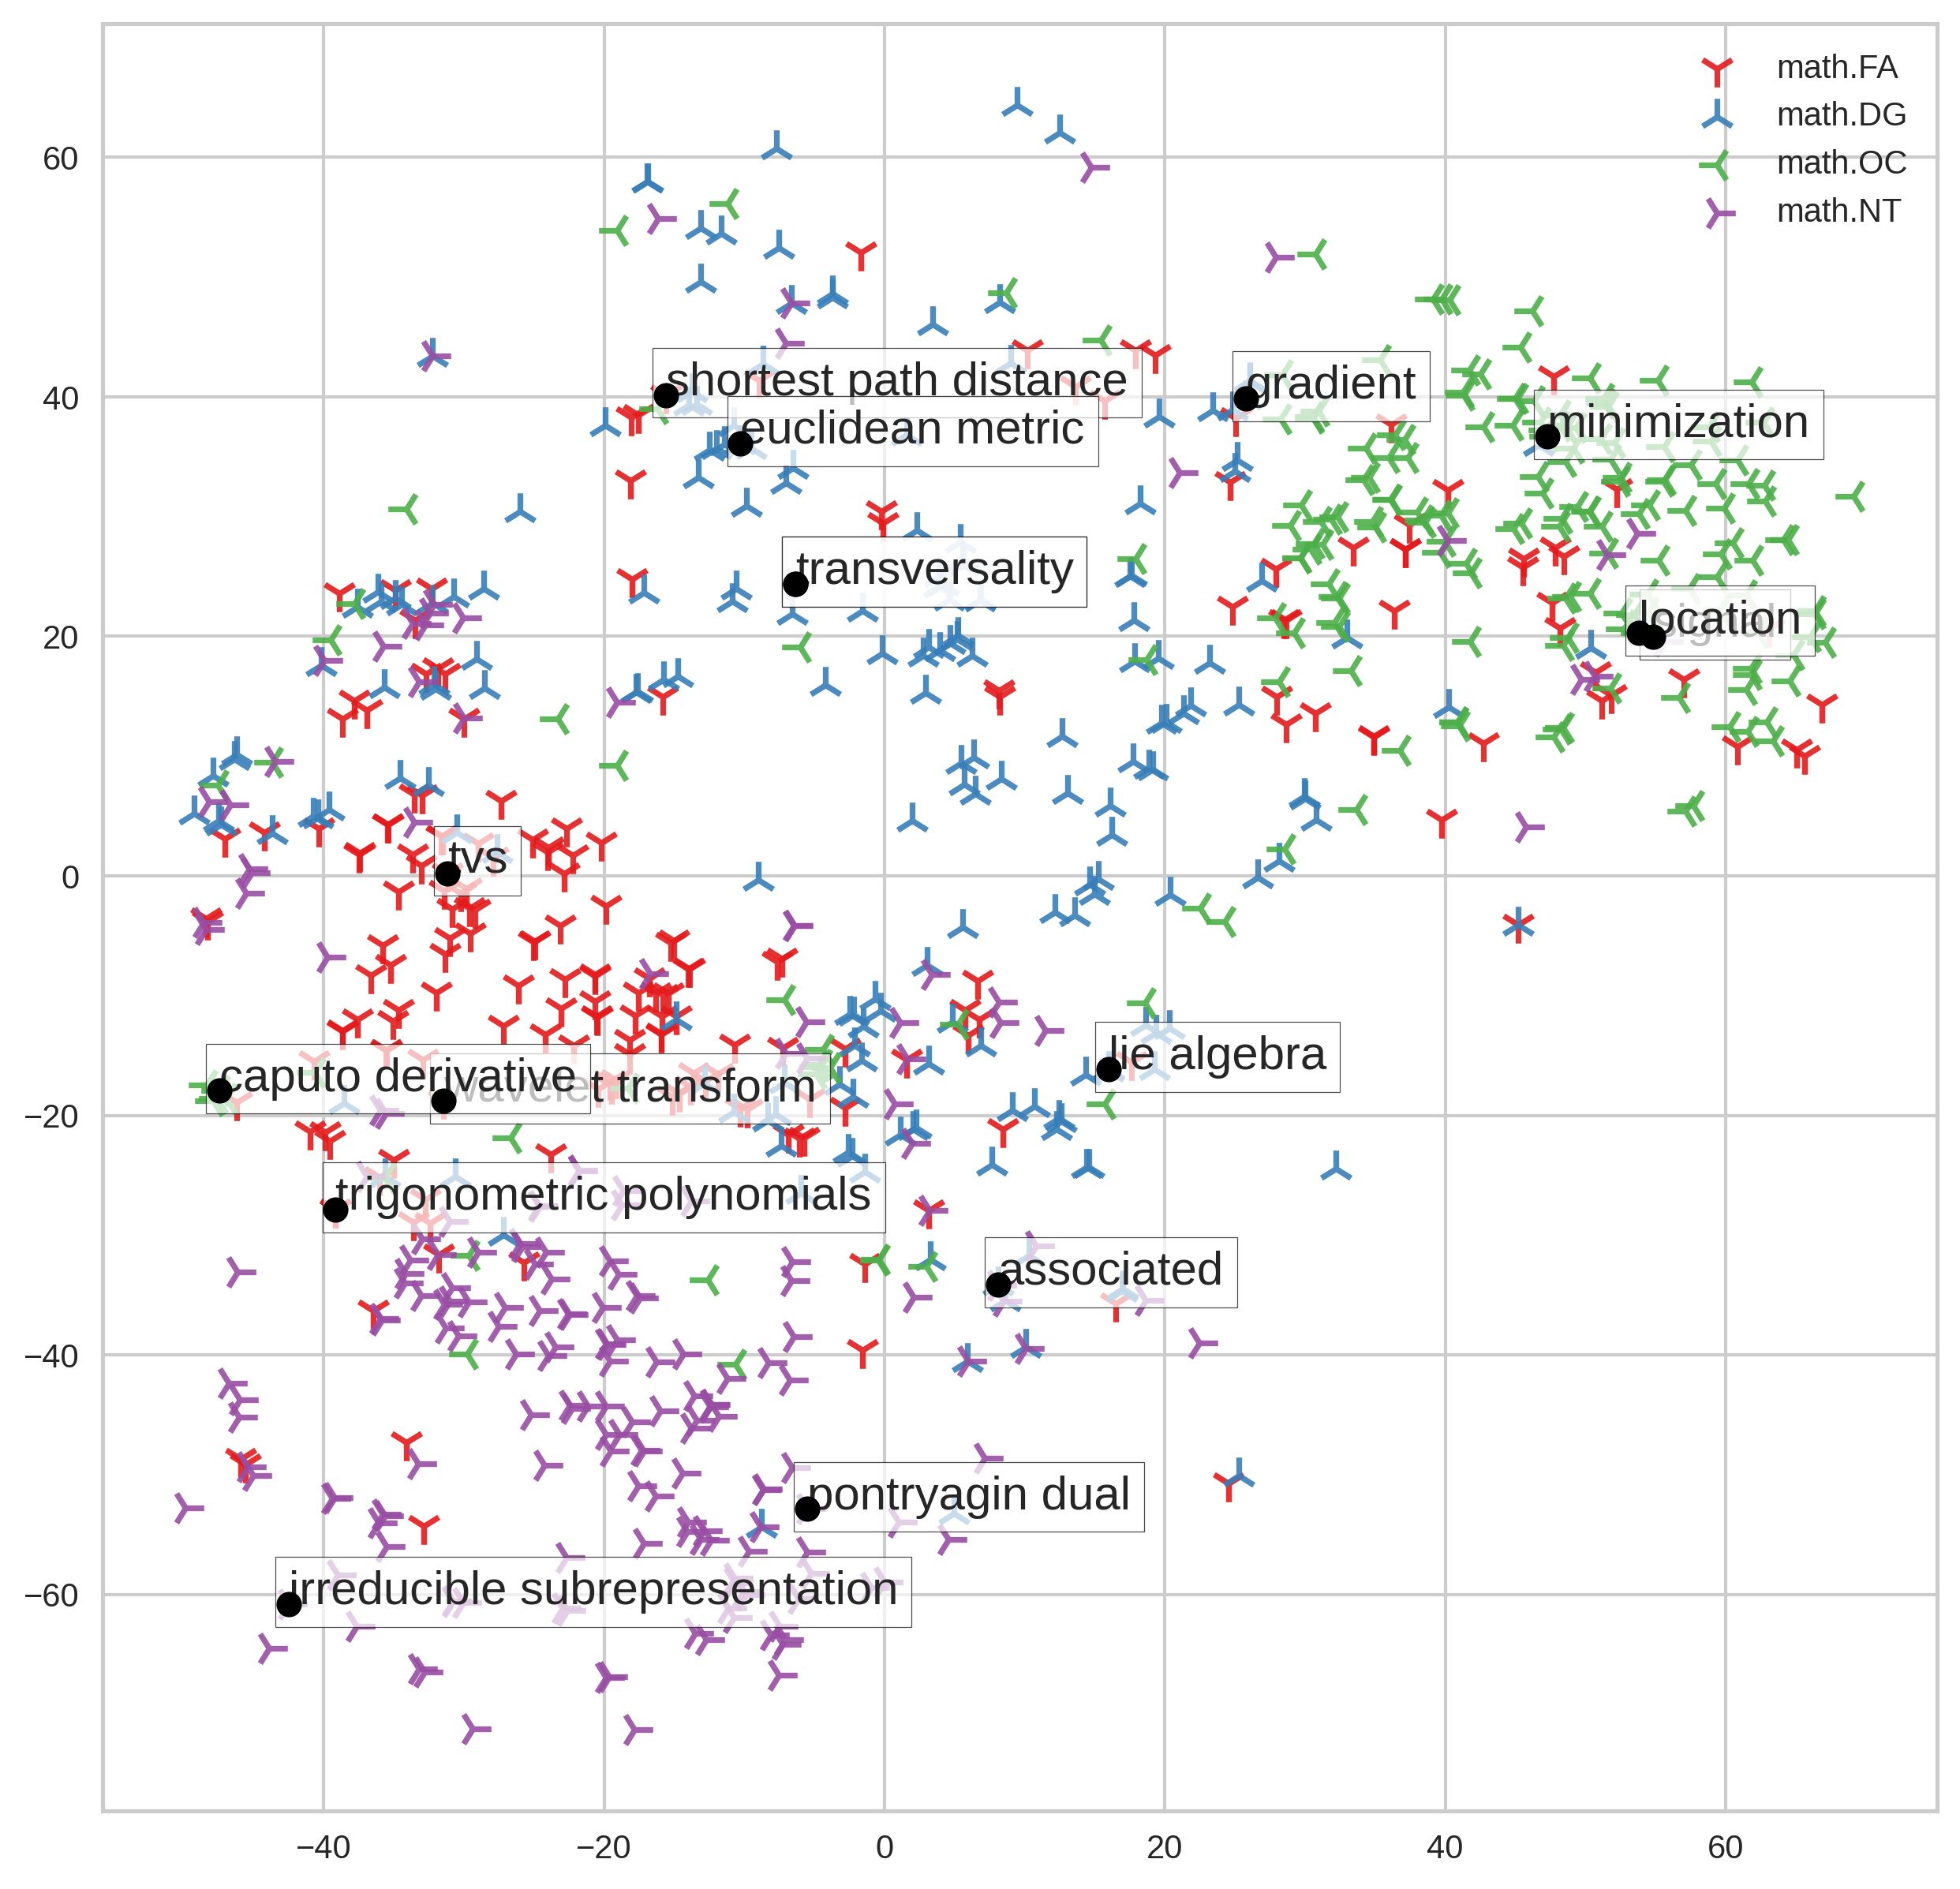 math.FA
math.DG
math.OC
math.NT
60
shortest path distance
gradient
40
minimization
euclidean metric
transversality
20
location
tvs
0
lie algebra
caputo derivative
wavelet transform
−20
trigonometric polynomials
associated
−40
pontryagin dual
irreducible subrepresentation
−60
−40
−20
0
20
40
60